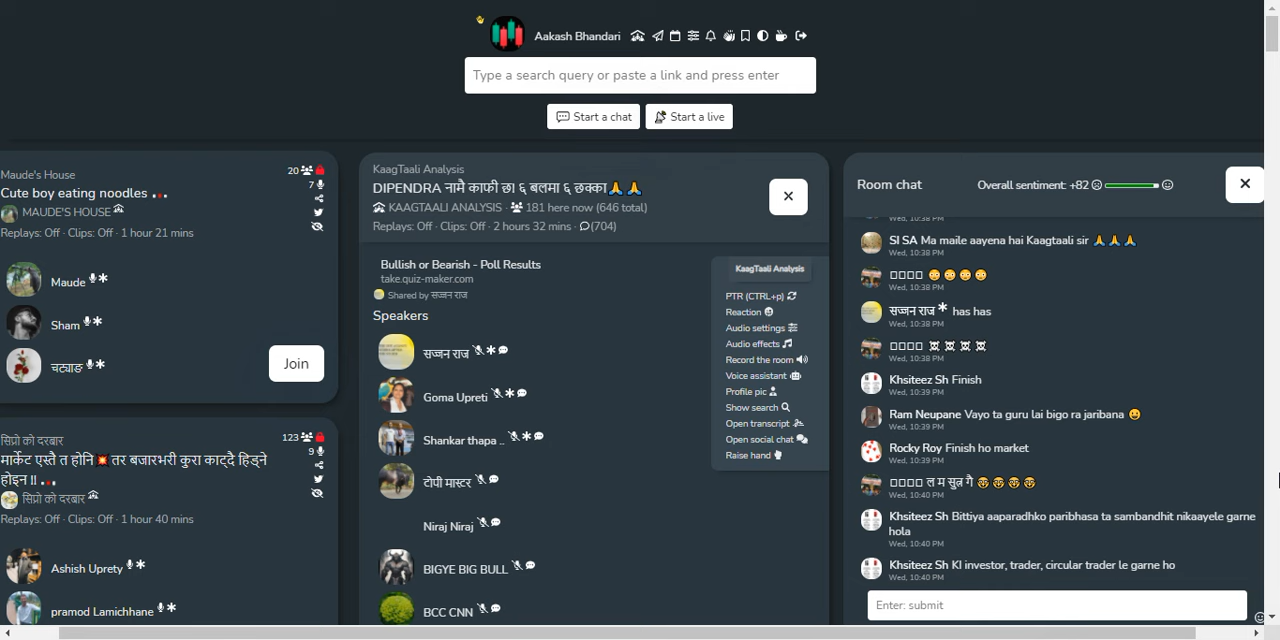 Aakash Bhandari
Type a search query or paste a link and press enter
Start a chat
Start a live
Maude's House
20
Cute boy eating noodles
7
MAUDE'S HOUSE
Replays: Off · Clips: Off · 1 hour 21 mins
Maude
Sham
चट्याङ
Join
सिप्रो को दरबार
123
मार्केट एस्तै त होनि💥 तर बजारभरी कुरा काट्दै हिड्ने
9
होइन !!
सिप्रो को दरबार
Replays: Off · Clips: Off · 1 hour 40 mins
Ashish Uprety
pramod Lamichhane
KaagTaali Analysis
DIPENDRA नामै काफी छ। ६ बलमा ६ छक्का🙏🙏
KAAGTAALI ANALYSIS · 181 here now (646 total)
Replays: Off · Clips: Off · 2 hours 32 mins · (704)
Bullish or Bearish - Poll Results
take.quiz-maker.com
Shared by सज्जन राज
Speakers
सज्जन राज
Goma Upreti
Shankar thapa ..
टोपी मास्टर
Niraj Niraj
BIGYE BIG BULL
BCC CNN
KaagTaali Analysis
PTR (CTRL+p)
Reaction
Audio settings
Audio effects
Record the room
Voice assistant
Profile pic
Show search
Open transcript
Open social chat
Raise hand
Room chat
Overall sentiment: +82
Wed, 10:38 PM
SI SA Ma maile aayena hai Kaagtaali sir 🙏🙏🙏
Wed, 10:38 PM
😳😳😳😳
Wed, 10:38 PM
सज्जन राज * has has
Wed, 10:38 PM
☠☠☠☠
Wed, 10:38 PM
Khsiteez Sh Finish
Wed, 10:39 PM
Ram Neupane Vayo ta guru lai bigo ra jaribana 😀
Wed, 10:39 PM
Rocky Roy Finish ho market
Wed, 10:39 PM
ल म सुत्न गै
Wed, 10:40 PM
Khsiteez Sh Bittiya aaparadhko paribhasa ta sambandhit nikaayele garne
hola
Wed, 10:40 PM
Khsiteez Sh KI investor, trader, circular trader le garne ho
Wed, 10:40 PM
Enter: submit